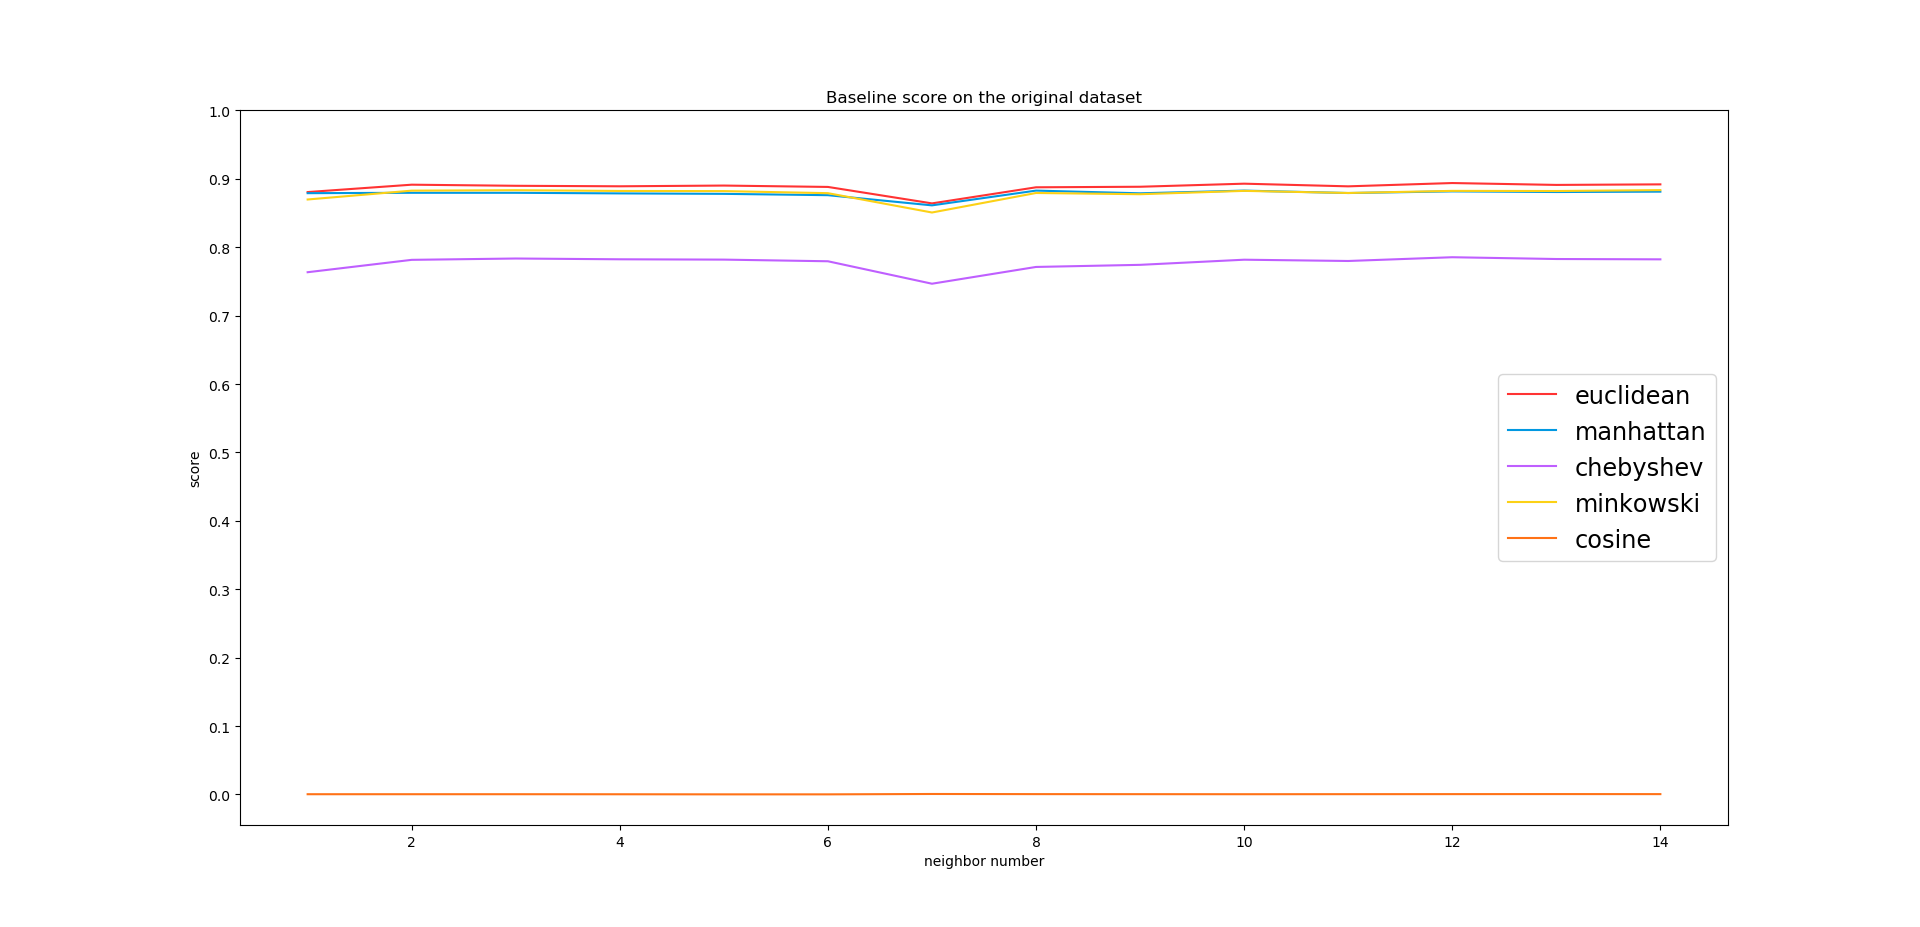 Baseline score on the original dataset
1.0
0.9
0.8
0.7
0.6
0.5
0.4
0.3
0.2
0.1
0.0
score
euclidean
manhattan
chebyshev
minkowski
cosine
2 4 6 8 10 12 14
neighbor number